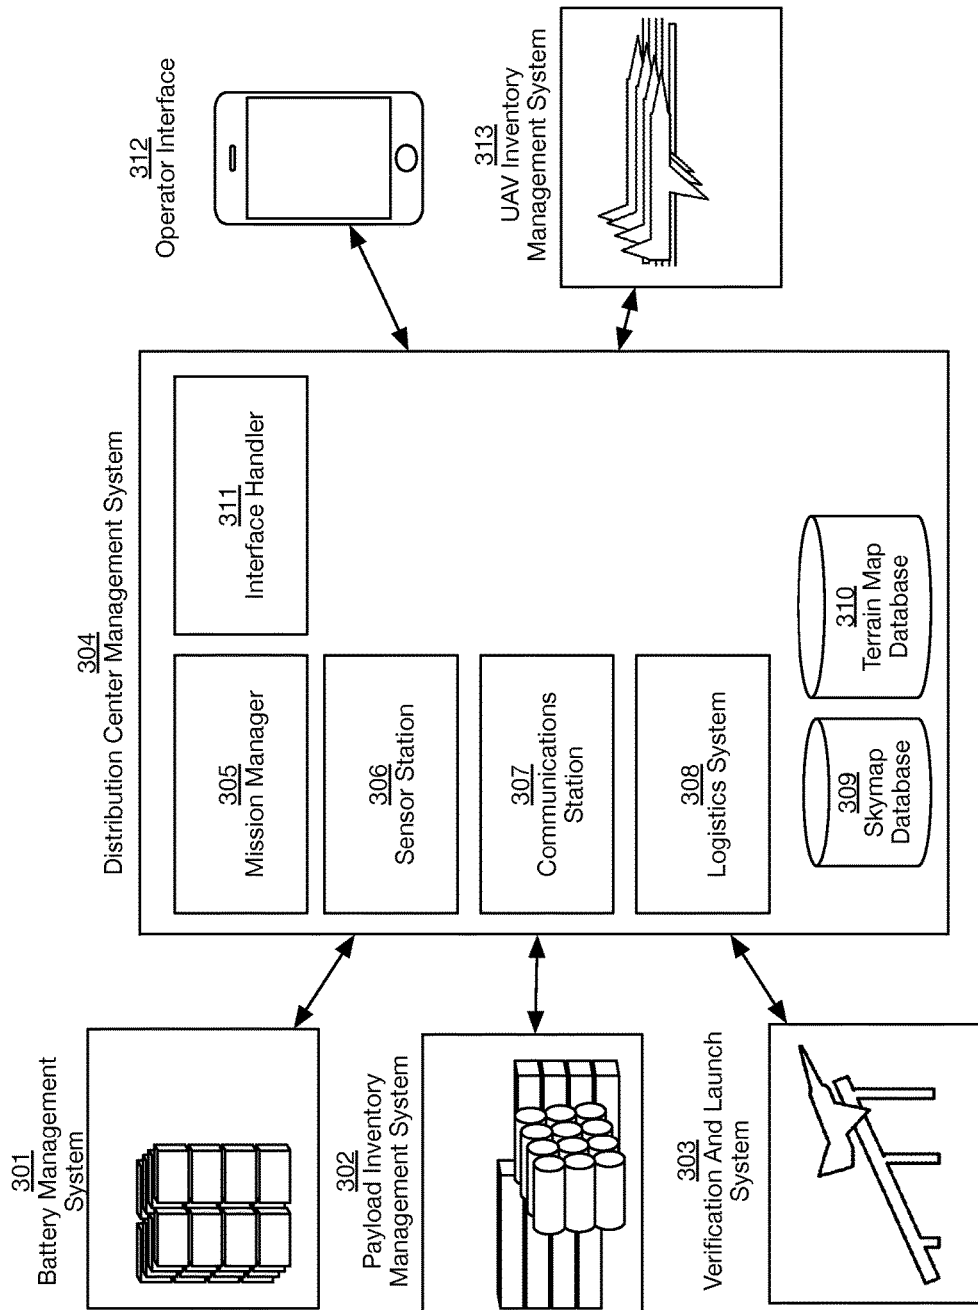 301
Battery Management
System
302
Payload Inventory
Management System
303
Verification And Launch
System
304
Distribution Center Management System
305
Mission Manager
306
Sensor Station
307
Communications
Station
308
Logistics System
309
Skymap
Database
310
Terrain Map
Database
311
Interface Handler
312
Operator Interface
313
UAV Inventory
Management System